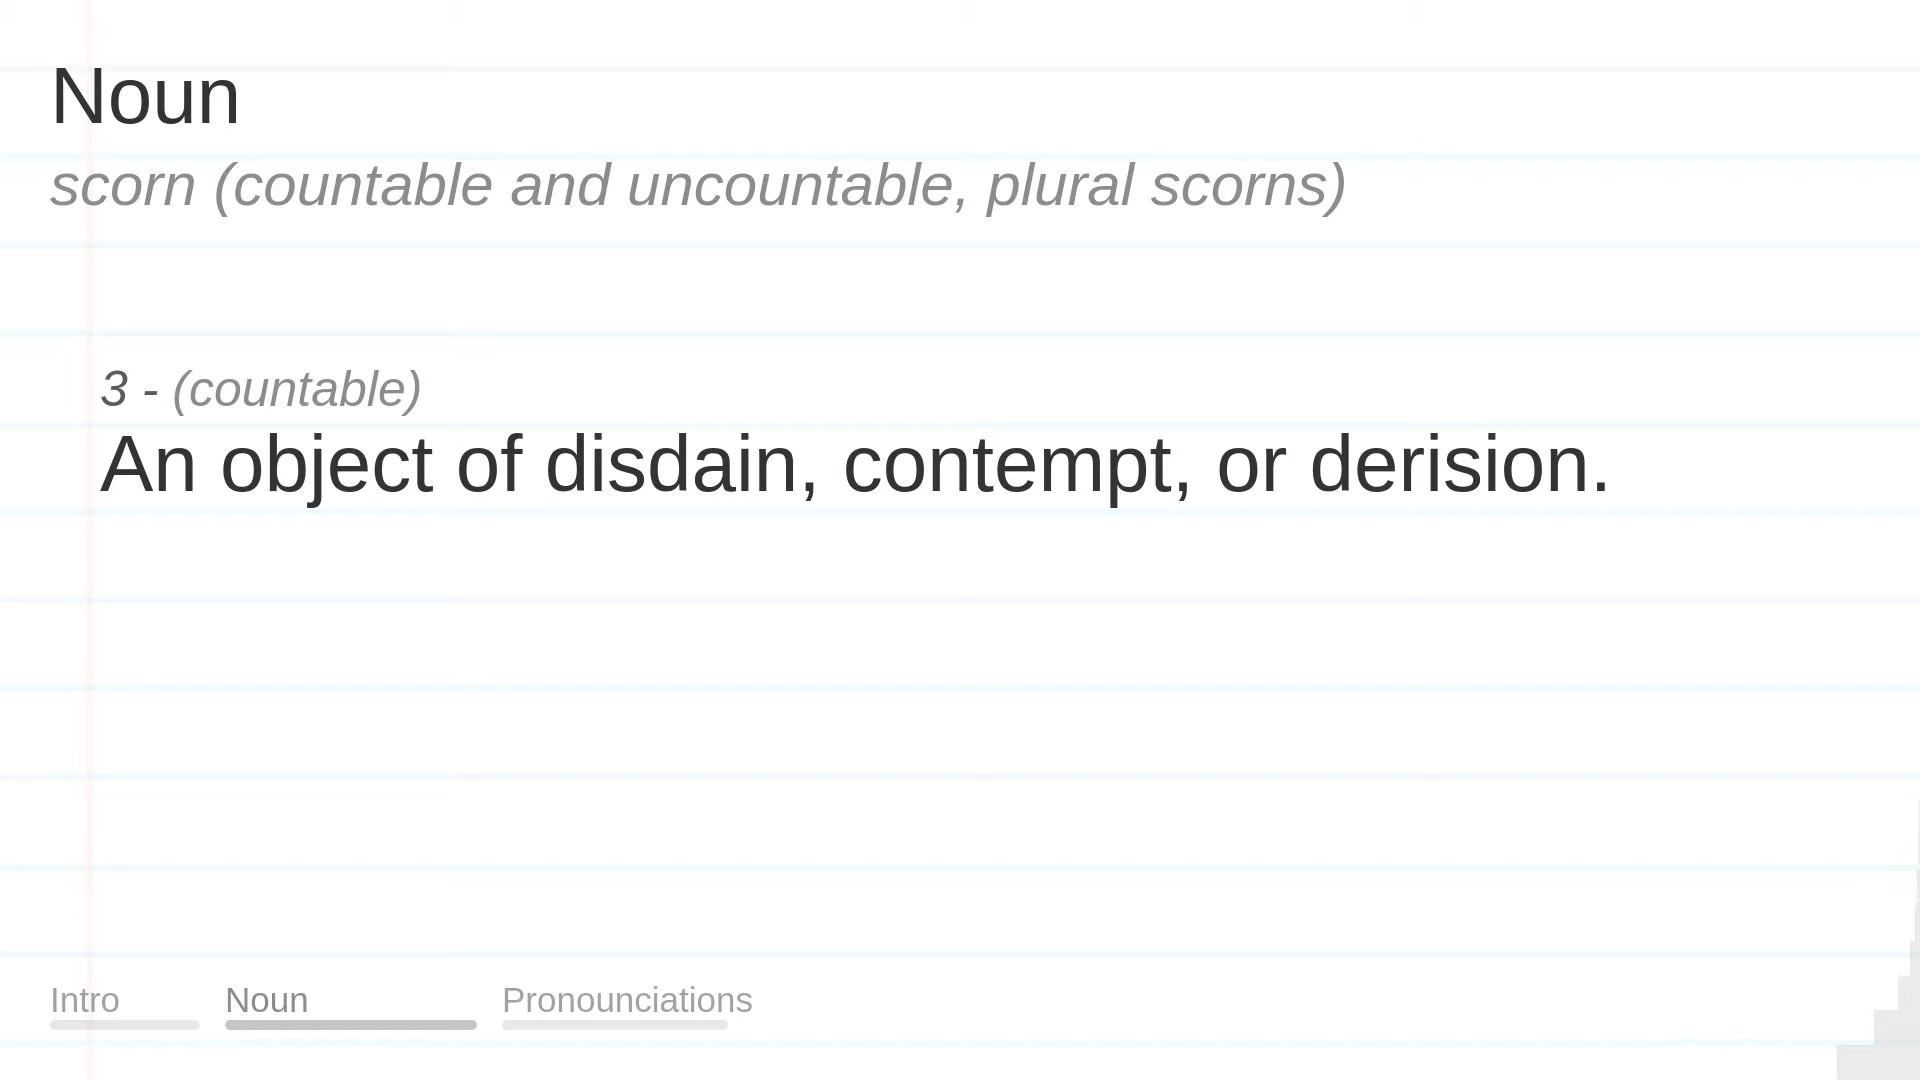 Noun
scorn (countable and uncountable, plural scorns)
3 - (countable)
An object of disdain, contempt, or derision.
Intro Noun Pronounciations